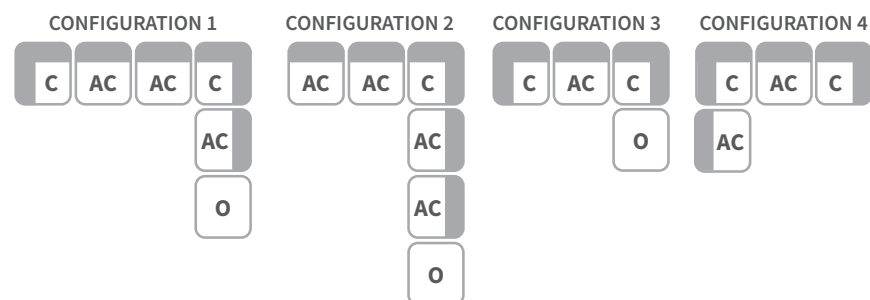 CONFIGURATION 1 CONFIGURATION 2 CONFIGURATION 3 CONFIGURATION 4
C AC AC C AC AC C C AC C C AC C
AC AC O AC
O AC
O